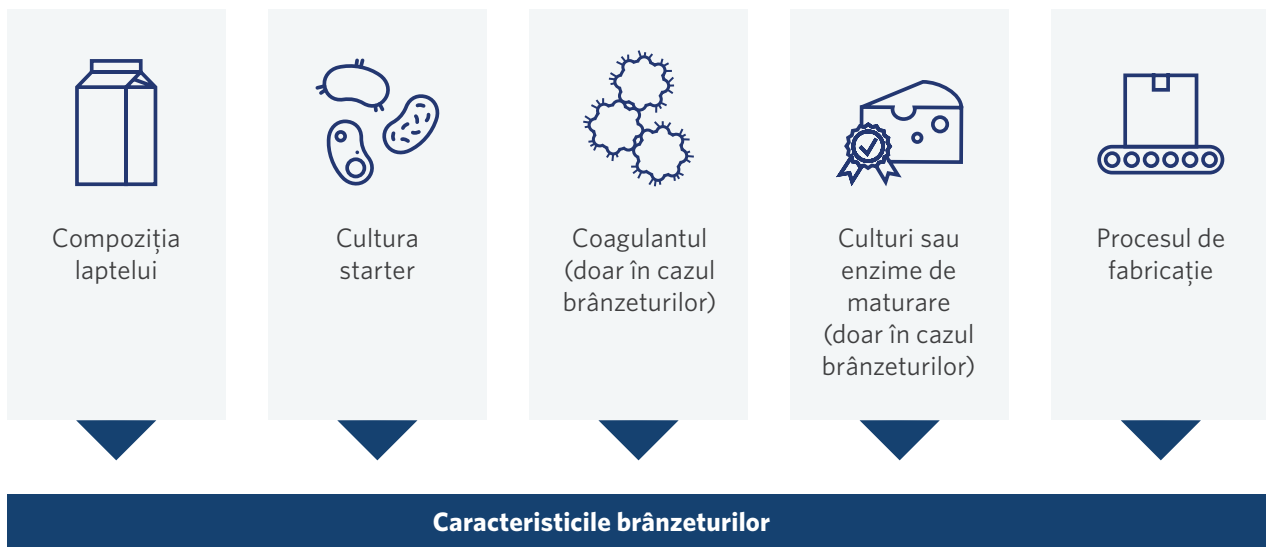 Compoziția
laptelui
Cultura
starter
Coagulantul
(doar în cazul
brânzeturilor)
Culturi sau
enzime de
maturare
(doar în cazul
brânzeturilor)
Procesul de
fabricație
Caracteristicile brânzeturilor